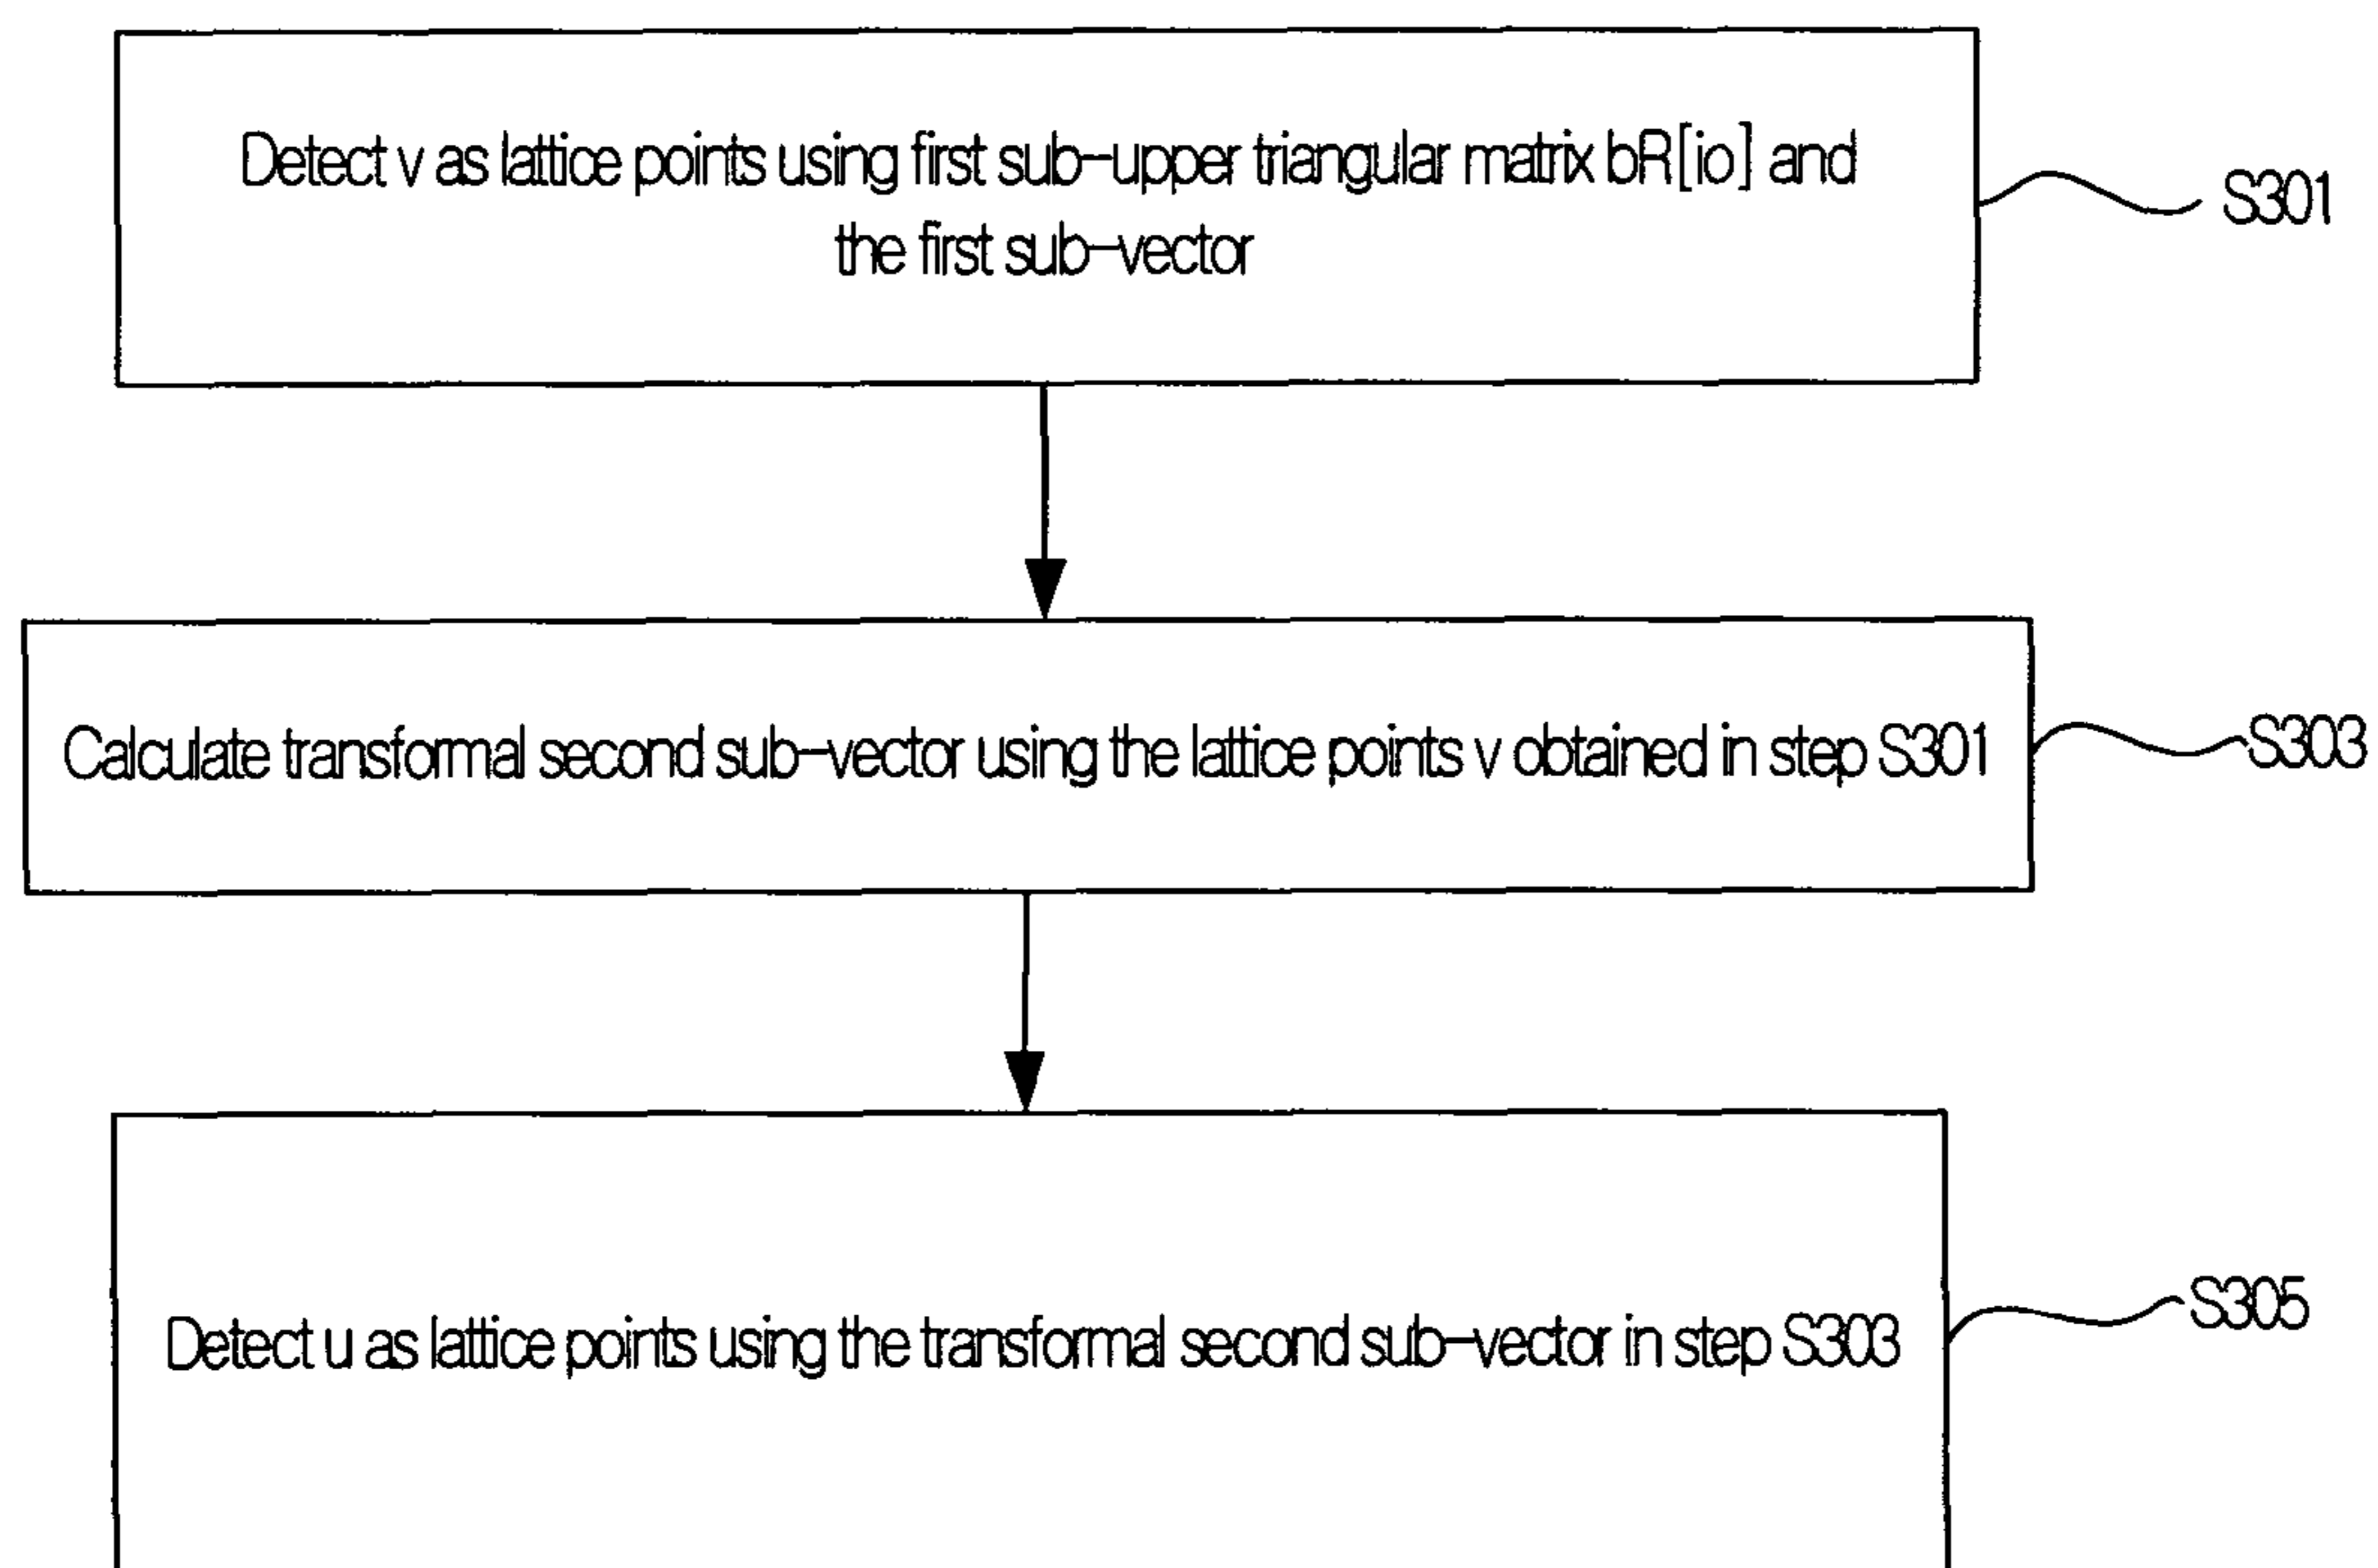 Detect v as lattice points using first sub-upper triangular matrix bR[io] and
the first sub-vector
S301
Calculate transformal second sub-vector using the lattice points v obtained in step S301
S303
Detect u as lattice points using the transformal second sub-vector in step S303
S305